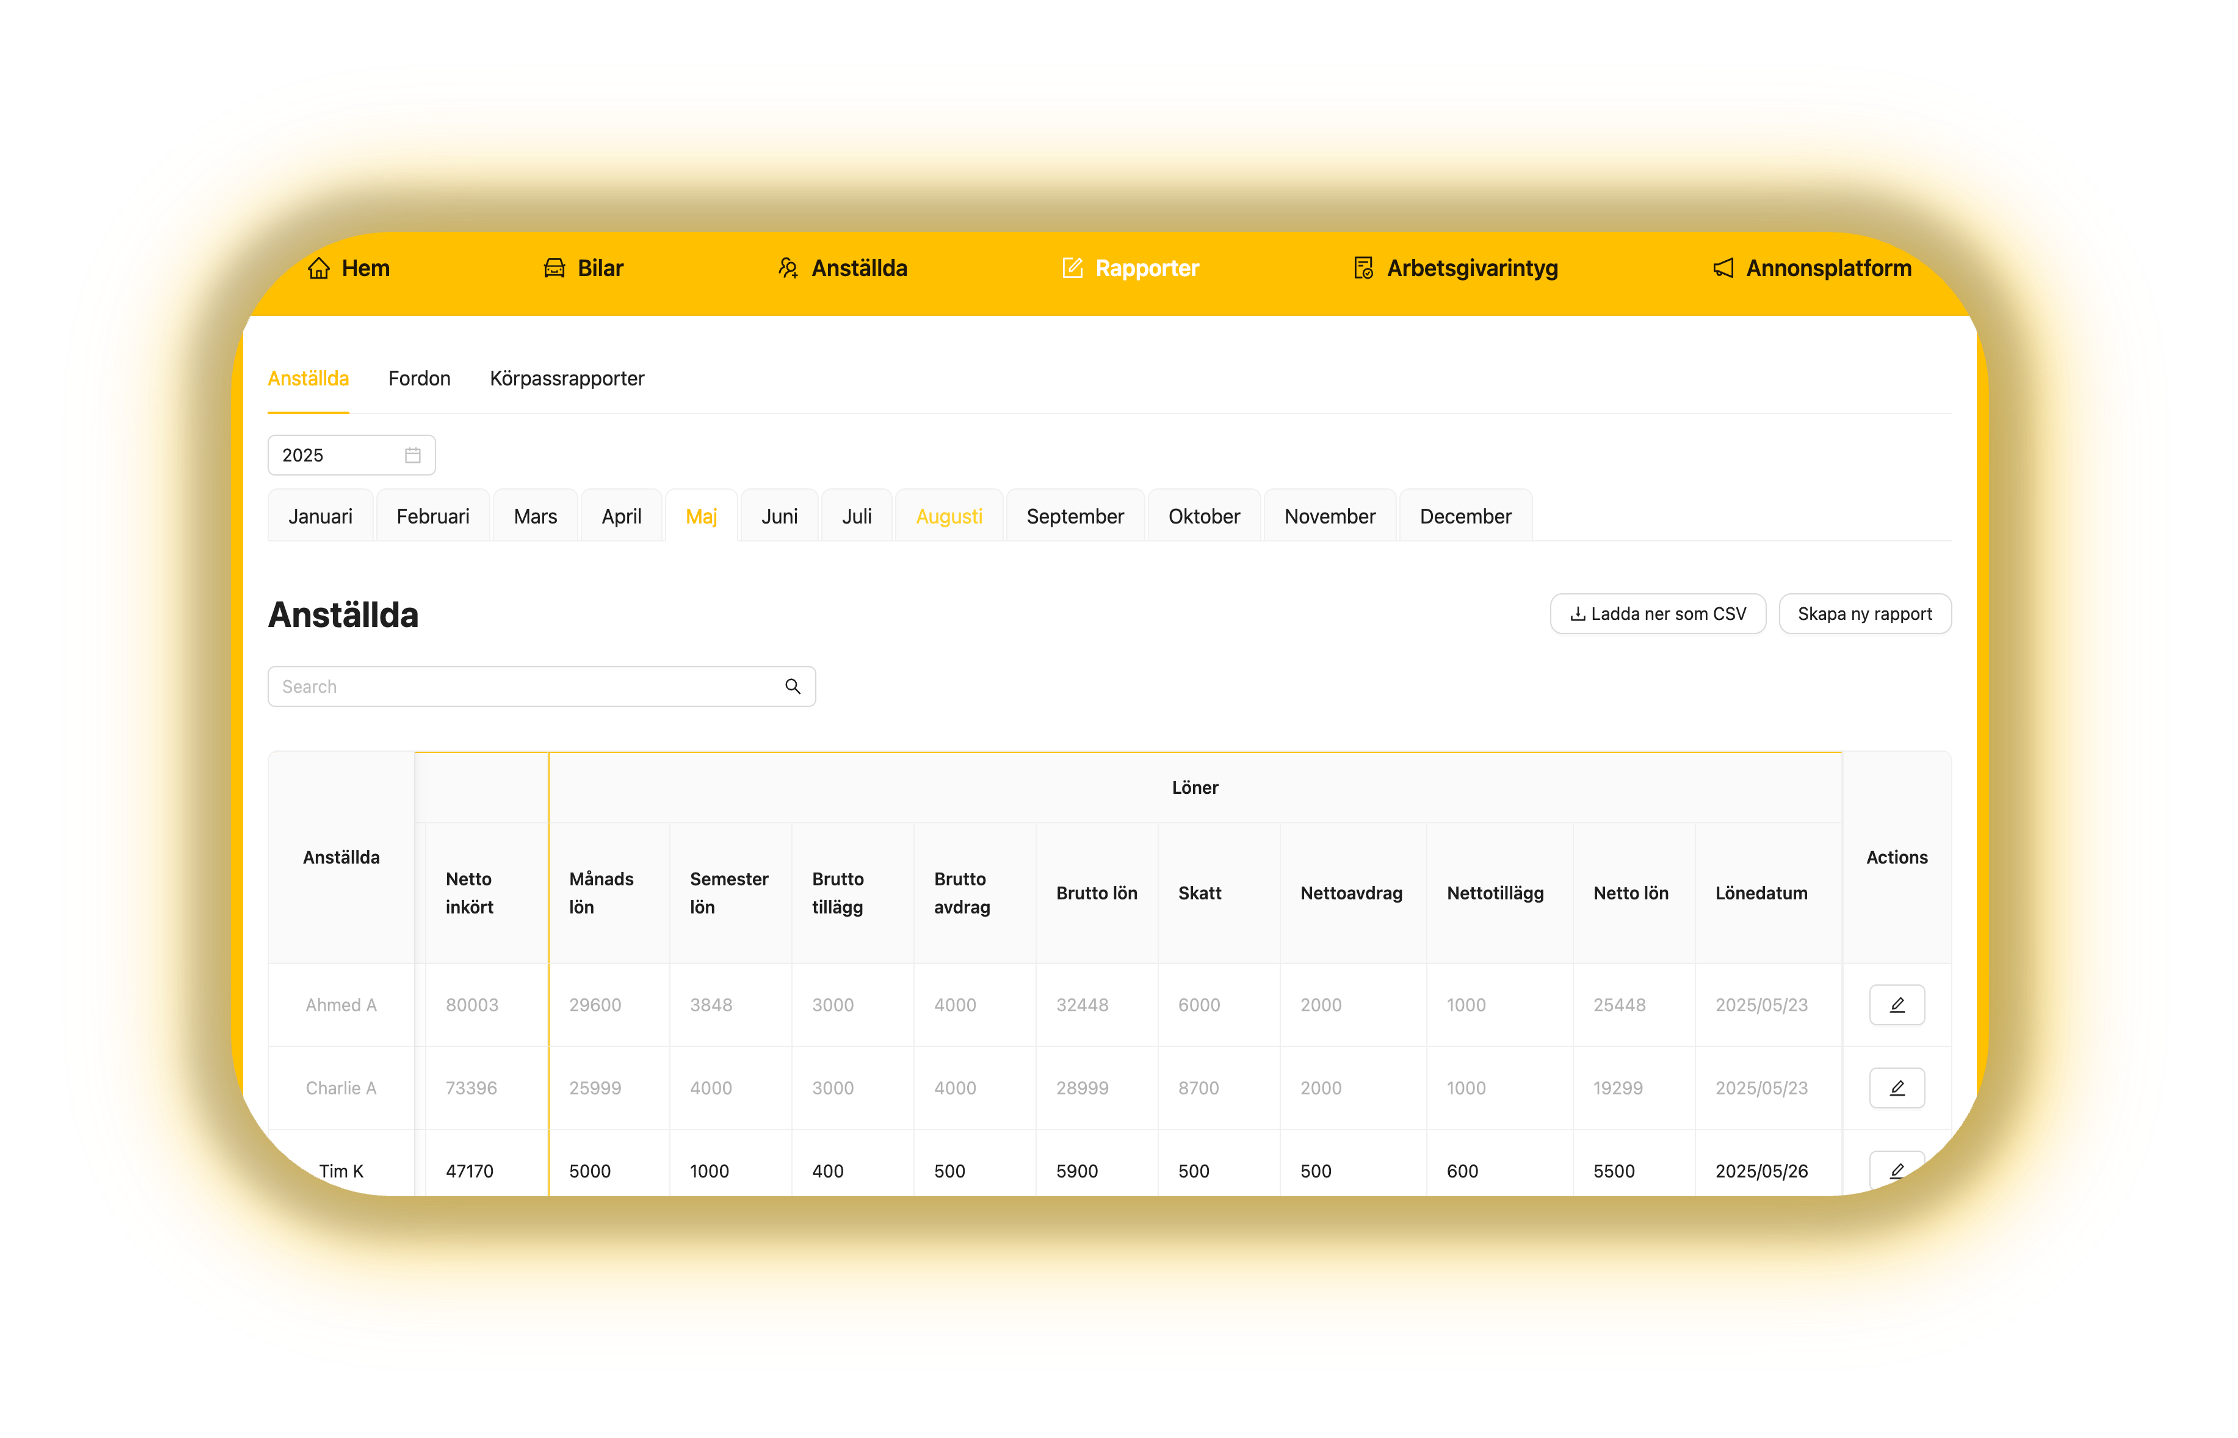 Hem Bilar Anställda Rapporter Arbetsgivarintyg Annonsplatform
Anställda Fordon Körpassrapporter
2025
Januari Februari Mars April Maj Juni Juli Augusti September Oktober November December
Anställda
Ladda ner som CSV Skapa ny rapport
Search
Löner
Anställda Netto inkört Månads lön Semester lön Brutto tillägg Brutto avdrag Brutto lön Skatt Nettoavdrag Nettotillägg Netto lön Lönedatum Actions
Ahmed A 80003 29600 3848 3000 4000 32448 6000 2000 1000 25448 2025/05/23
Charlie A 73396 25999 4000 3000 4000 28999 8700 2000 1000 19299 2025/05/23
Tim K 47170 5000 1000 400 500 5900 500 500 600 5500 2025/05/26